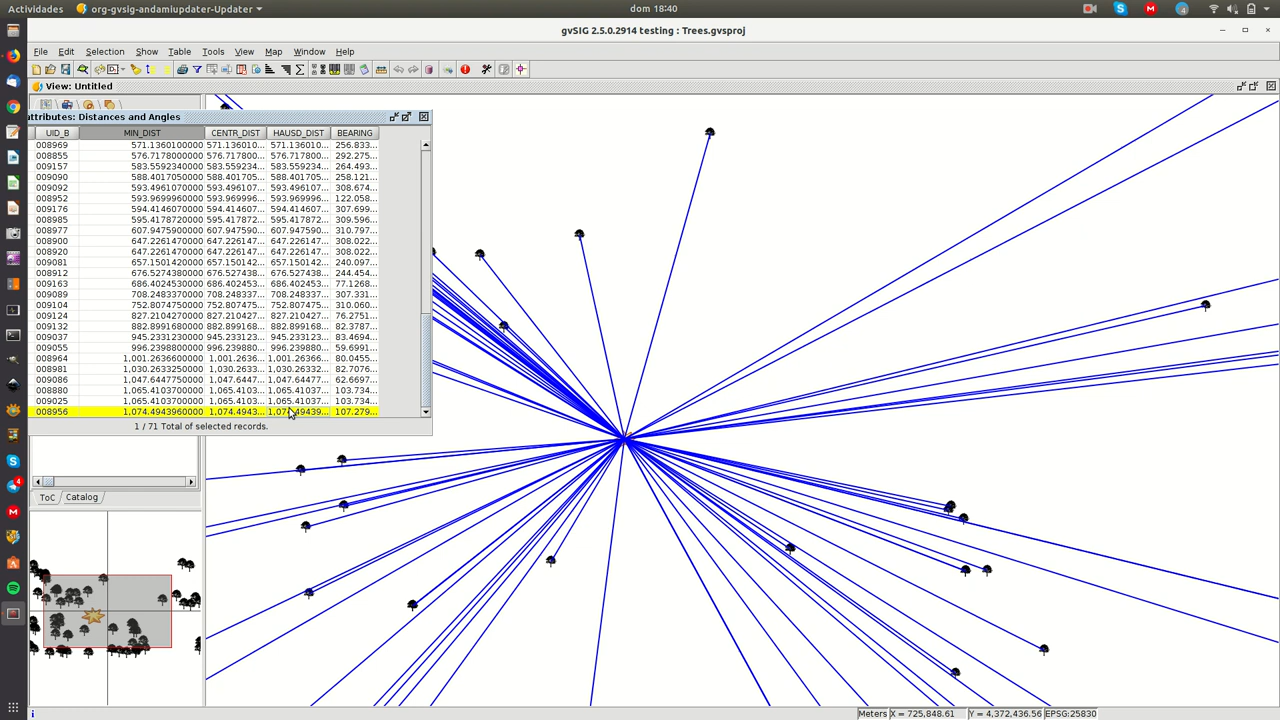 Actividades org-gvsig-andamiupdater-Updater dom 18:40
gvSIG 2.5.0.2914 testing : Trees.gvsproj
File Edit Selection Show Table Tools View Map Window Help
View: Untitled
attributes: Distances and Angles
UID_B MIN_DIST CENTR_DIST HAUSD_DIST BEARING
008969 571.1360100000 571.136010... 571.136010... 256.833...
008855 576.7178000000 576.717800... 576.717800... 292.275...
009157 583.5592340000 583.559234... 583.559234... 264.493...
009090 588.4017050000 588.401705... 588.401705... 258.121...
009092 593.4961070000 593.496107... 593.496107... 308.674...
008952 593.9699960000 593.969996... 593.969996... 122.058...
009176 594.4146070000 594.414607... 594.414607... 307.699...
008985 595.4178720000 595.417872... 595.417872... 309.596...
008977 607.9475900000 607.947590... 607.947590... 310.797...
008900 647.2261470000 647.226147... 647.226147... 308.022...
008920 647.2261470000 647.226147... 647.226147... 308.022...
009081 657.1501420000 657.150142... 657.150142... 240.097...
008912 676.5274380000 676.527438... 676.527438... 244.454...
009163 686.4024530000 686.402453... 686.402453... 77.1268...
009089 708.2483370000 708.248337... 708.248337... 307.331...
009104 752.8074750000 752.807475... 752.807475... 310.060...
009124 827.2104270000 827.210427... 827.210427... 76.2751...
009132 882.8991680000 882.899168... 882.899168... 82.3787...
009037 945.2331230000 945.233123... 945.233123... 83.4694...
009055 996.2398800000 996.239880... 996.239880... 59.6991...
008964 1,001.2636600000 1,001.2636... 1,001.26366... 80.0455...
008981 1,030.2633250000 1,030.2633... 1,030.26332... 82.7076...
009086 1,047.6447750000 1,047.6447... 1,047.64477... 62.6697...
008880 1,065.4103700000 1,065.4103... 1,065.41037... 103.734...
009025 1,065.4103700000 1,065.4103... 1,065.41037... 103.734...
008956 1,074.4943960000 1,074.4943... 1,074.49439... 107.279...
1 / 71 Total of selected records.
ToC Catalog
Meters X = 725,848.61 Y = 4,372,436.56 EPSG:25830